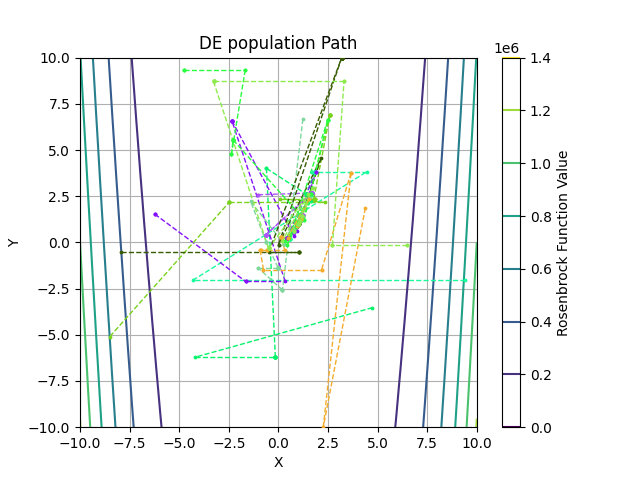 DE population Path
1e6
10.0
7.5
5.0
2.5
0.0
−2.5
−5.0
−7.5
−10.0
Y
−10.0 −7.5 −5.0 −2.5 0.0 2.5 5.0 7.5 10.0
X
1.4
1.2
1.0
0.8
0.6
0.4
0.2
0.0
Rosenbrock Function Value